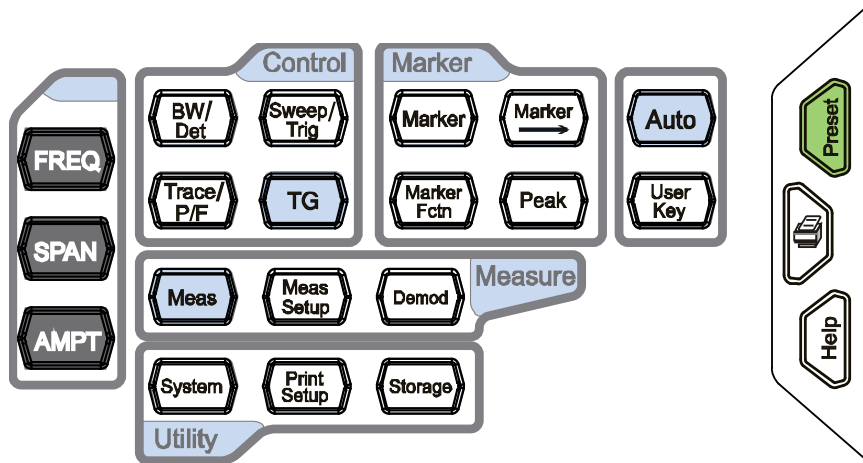 FREQ
SPAN
AMPT
Control
BW/
Det
Sweep/
Trig
Trace/
P/F
TG
Marker
Marker
Marker
Marker
Fctn
Peak
Auto
User
Key
Meas
Meas
Setup
Demod
Measure
System
Print
Setup
Storage
Utility
Preset
Help